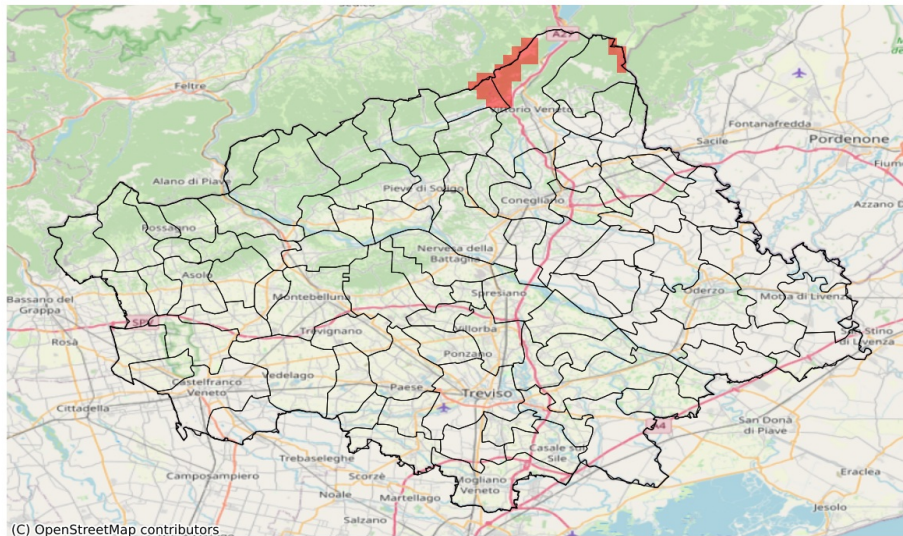 Feltre
A27
Vittorio Veneto
Fontanafredda
Pordenone
Sacile
Alano di Piave
Pieve di Soligo
Conegliano
Azzano D
Possagno
Nervesa della
Battaglia
Asolo
Bassano del
Grappa
Montebelluna
Spresiano
Oderzo
Motta di Livenza
Trevignano
Villorba
Rosà
di Livenza
Ponzano
Vedelago
Paese
Castelfranco
Veneto
Treviso
Cittadella
San Donà
di Piave
A4
Trebaseleghe
Casale sul
Sile
Camposampiero
Scorzè
Mogliano
Veneto
Eraclea
Noale
Martellago
Jesolo
Salzano
(C) OpenStreetMap contributors